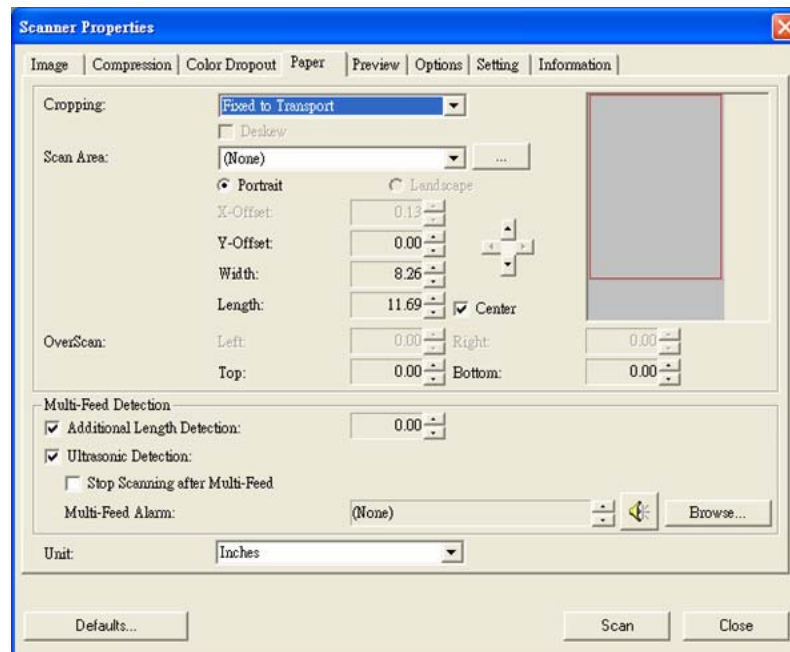 Scanner Properties
Image Compression Color Dropout Paper Preview Options Setting Information
Cropping: Fixed to Transport
Deskew
Scan Area: (None) ...
Portrait Landscape
X-Offset: 0.13
Y-Offset: 0.00
Width: 8.26
Length: 11.69 Center
OverScan: Left: 0.00 Right: 0.00
Top: 0.00 Bottom: 0.00
Multi-Feed Detection
Additional Length Detection: 0.00
Ultrasonic Detection:
Stop Scanning after Multi-Feed
Multi-Feed Alarm: (None) Browse...
Unit: Inches
Defaults... Scan Close